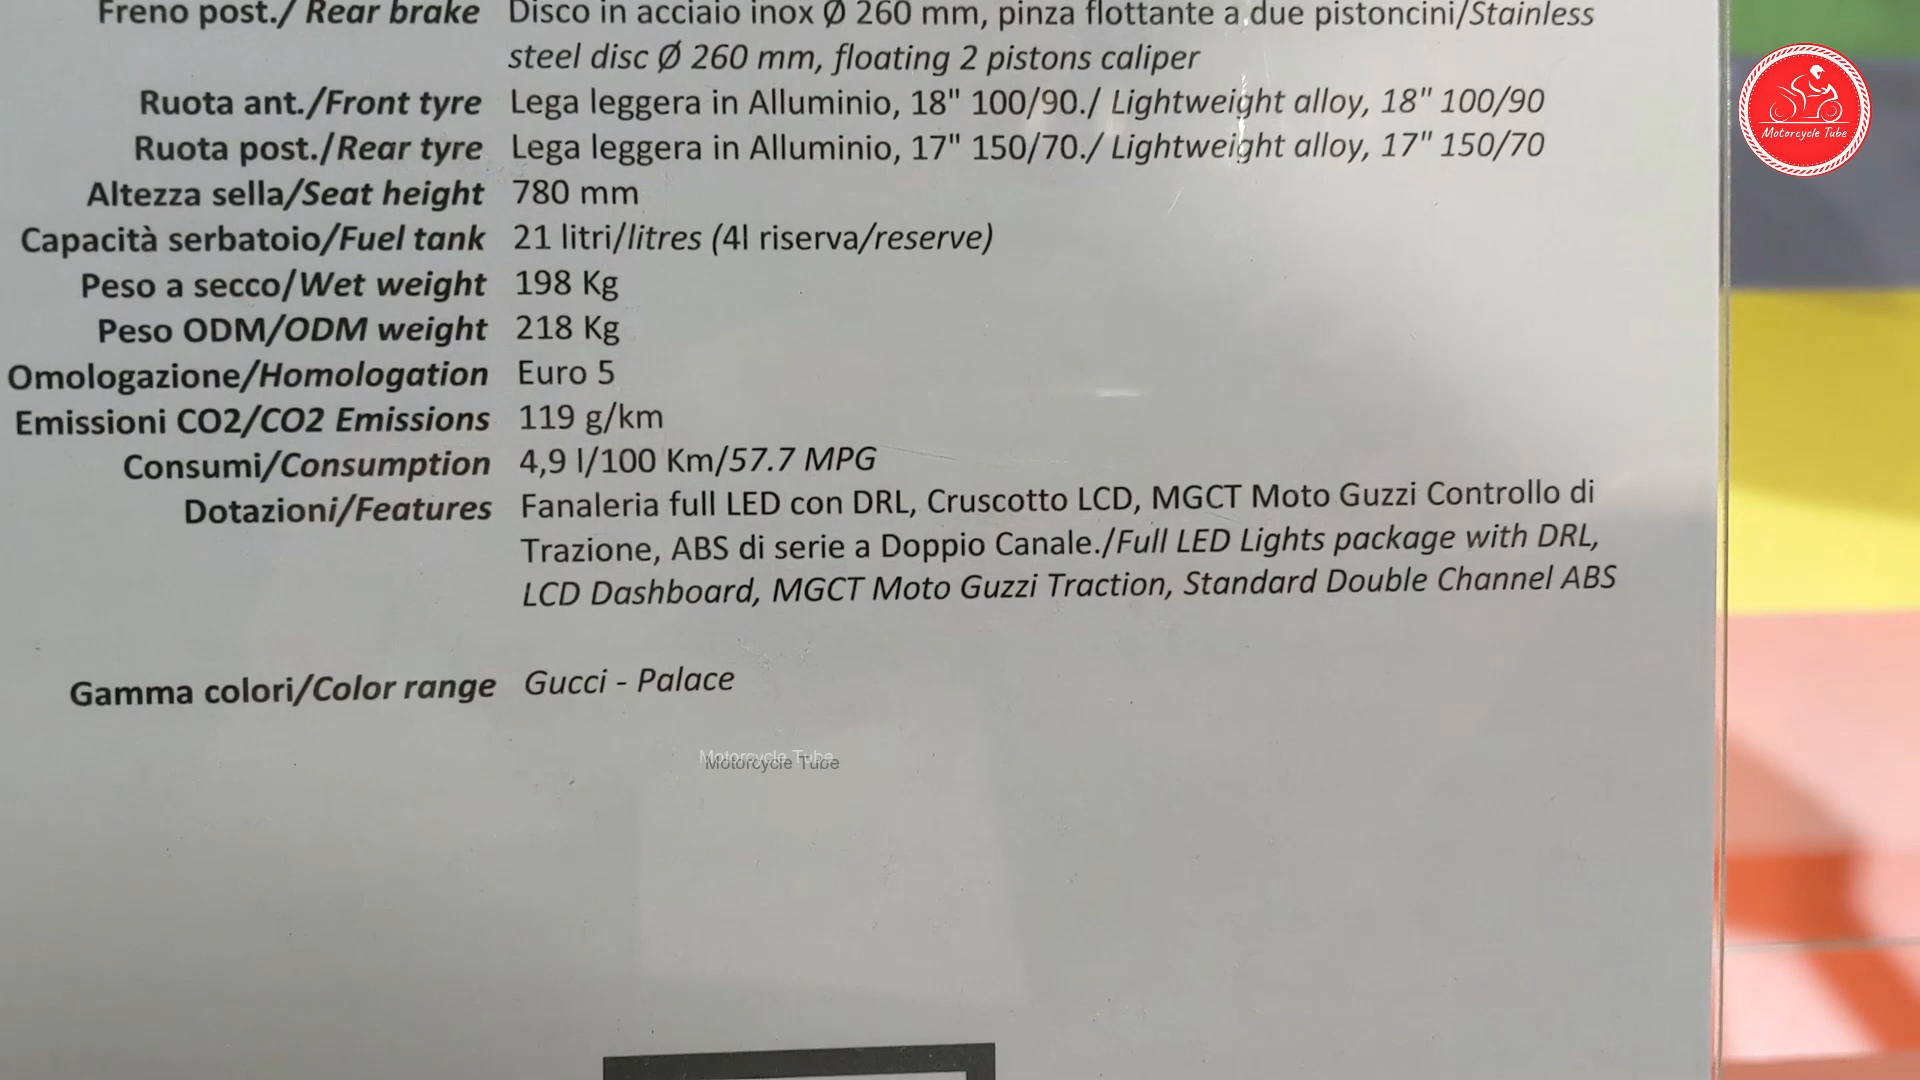 Freno post./ Rear brake Disco in acciaio inox Ø 260 mm, pinza flottante a due pistoncini/Stainless
steel disc Ø 260 mm, floating 2 pistons caliper
Ruota ant./Front tyre Lega leggera in Alluminio, 18" 100/90./ Lightweight alloy, 18" 100/90
Ruota post./Rear tyre Lega leggera in Alluminio, 17" 150/70./ Lightweight alloy, 17" 150/70
Altezza sella/Seat height 780 mm
Capacità serbatoio/Fuel tank 21 litri/litres (4l riserva/reserve)
Peso a secco/Wet weight 198 Kg
Peso ODM/ODM weight 218 Kg
Omologazione/Homologation Euro 5
Emissioni CO2/CO2 Emissions 119 g/km
Consumi/Consumption 4,9 l/100 Km/57.7 MPG
Dotazioni/Features Fanaleria full LED con DRL, Cruscotto LCD, MGCT Moto Guzzi Controllo di
Trazione, ABS di serie a Doppio Canale./Full LED Lights package with DRL,
LCD Dashboard, MGCT Moto Guzzi Traction, Standard Double Channel ABS
Gamma colori/Color range Gucci - Palace
Motorcycle Tube
Motorcycle Tube